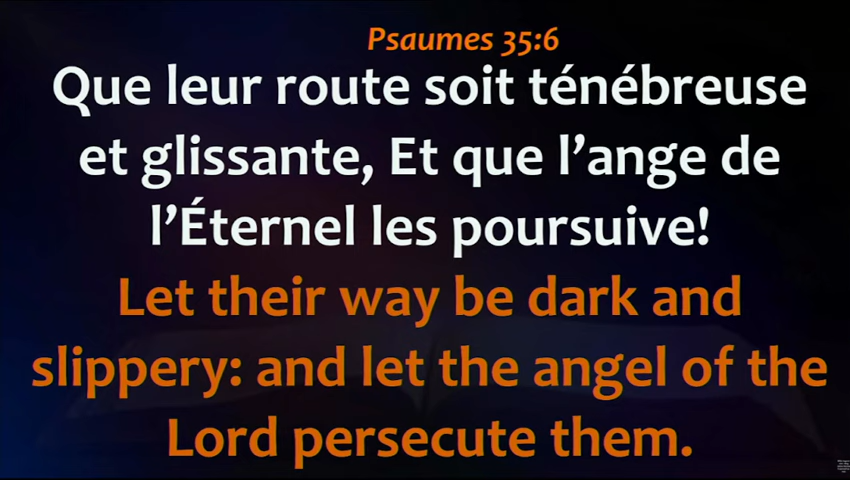 Psaumes 35:6
Que leur route soit ténébreuse
et glissante, Et que l’ange de
l’Éternel les poursuive!
Let their way be dark and
slippery: and let the angel of the
Lord persecute them.